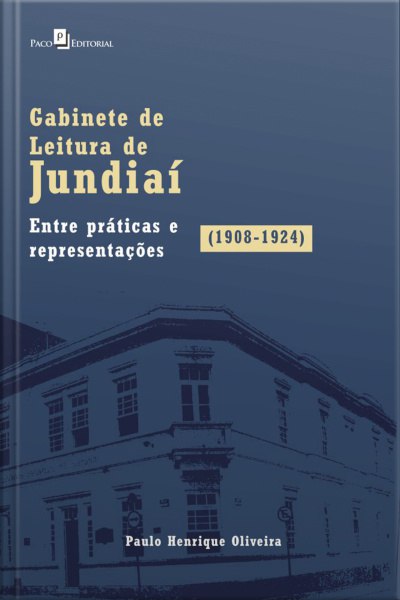 PACO EDITORIAL
Gabinete de
Leitura de
Jundiaí
Entre práticas e
representações
(1908-1924)
Paulo Henrique Oliveira